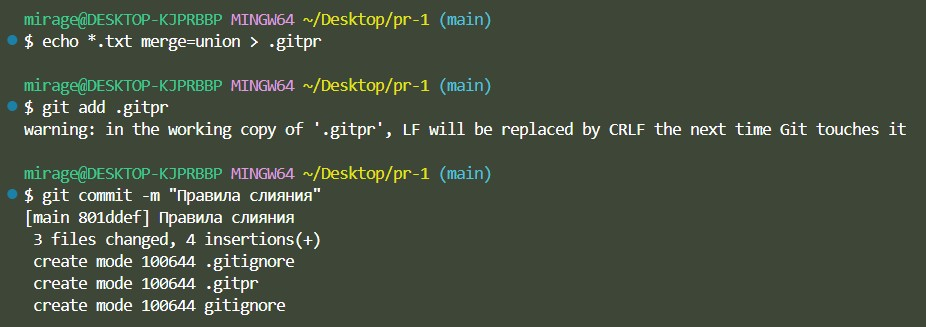 mirage@DESKTOP-KJPRBBP MINGW64 ~/Desktop/pr-1 (main)
$ echo *.txt merge=union > .gitpr
mirage@DESKTOP-KJPRBBP MINGW64 ~/Desktop/pr-1 (main)
$ git add .gitpr
warning: in the working copy of '.gitpr', LF will be replaced by CRLF the next time Git touches it
mirage@DESKTOP-KJPRBBP MINGW64 ~/Desktop/pr-1 (main)
$ git commit -m "Правила слияния"
[main 801ddef] Правила слияния
3 files changed, 4 insertions(+)
create mode 100644 .gitignore
create mode 100644 .gitpr
create mode 100644 gitignore